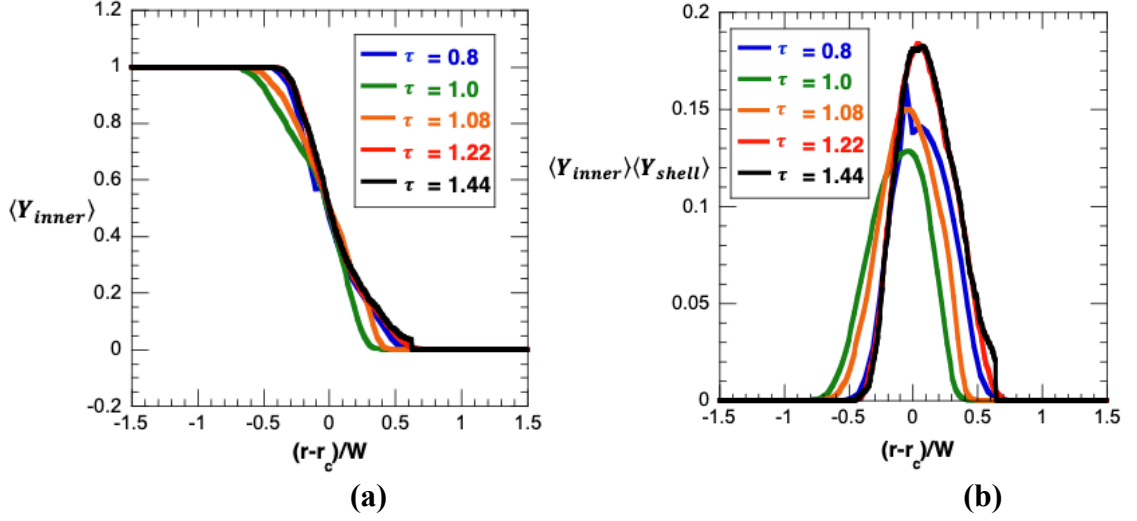 1.2
1
0.8
0.6
0.4
0.2
0
-0.2
⟨Y_inner⟩
τ = 0.8
τ = 1.0
τ = 1.08
τ = 1.22
τ = 1.44
-1.5 -1 -0.5 0 0.5 1 1.5
(r-r_c)/W
(a)
0.2
0.15
0.1
0.05
0
⟨Y_inner⟩⟨Y_shell⟩
τ = 0.8
τ = 1.0
τ = 1.08
τ = 1.22
τ = 1.44
-1.5 -1 -0.5 0 0.5 1 1.5
(r-r_c)/W
(b)